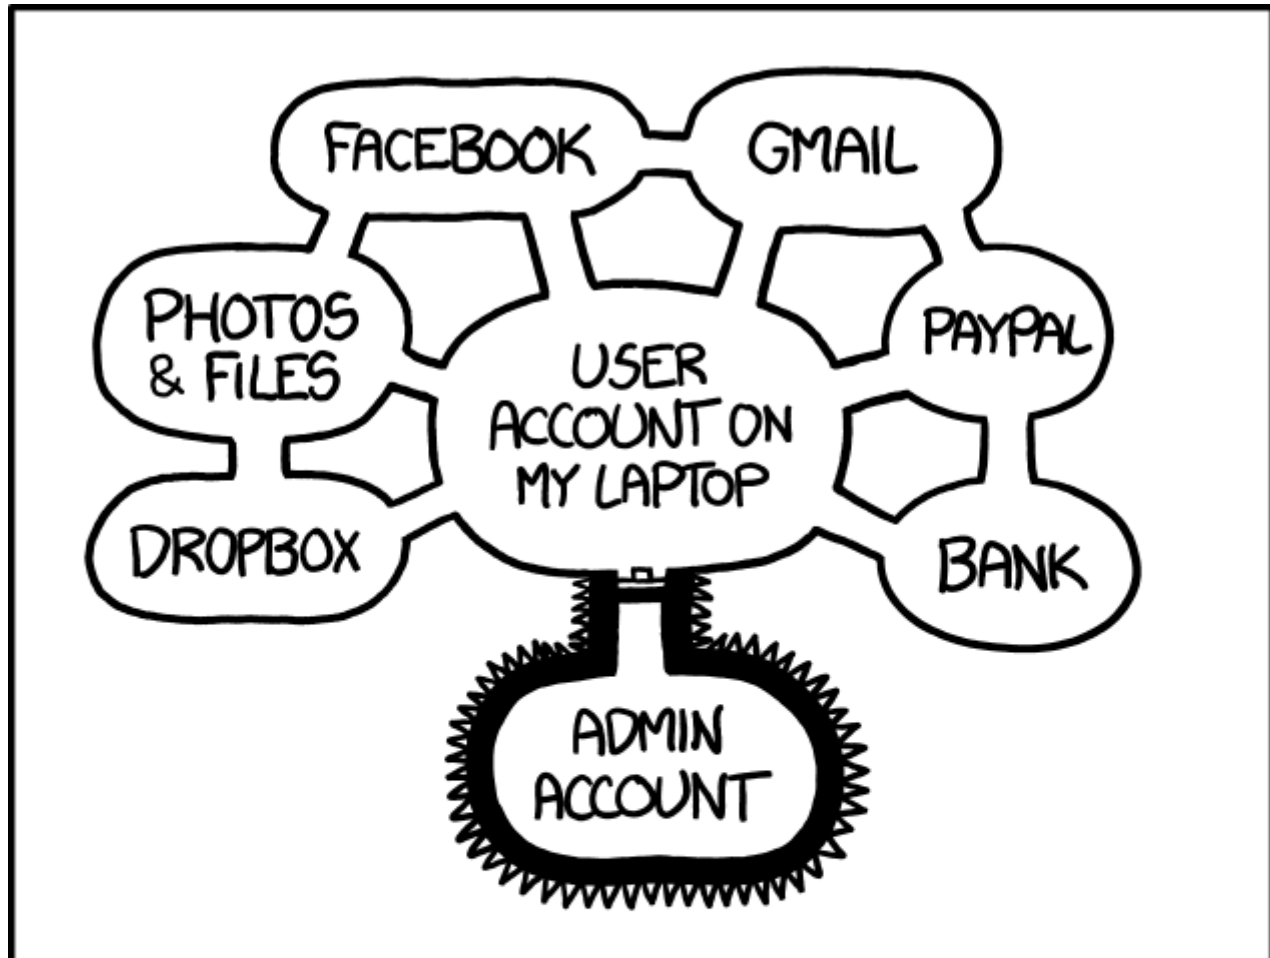 FACEBOOK
GMAIL
PHOTOS
& FILES
PAYPAL
USER
ACCOUNT ON
MY LAPTOP
DROPBOX
BANK
ADMIN
ACCOUNT